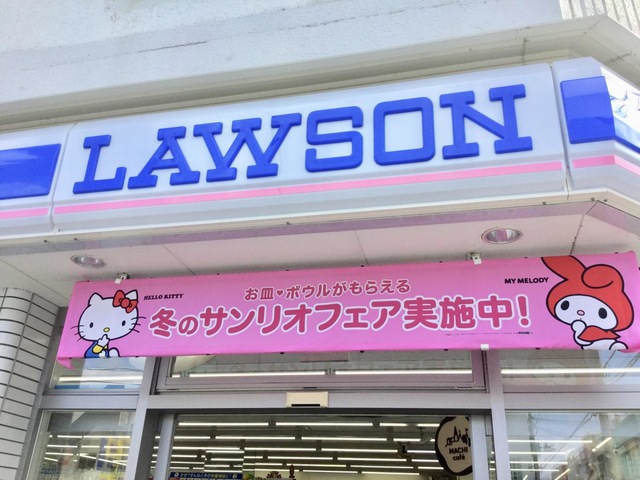 LAWSON
HELLO KITTY
お皿♥ボウルがもらえる
MY MELODY
冬のサンリオフェア実施中!
MACHI
café